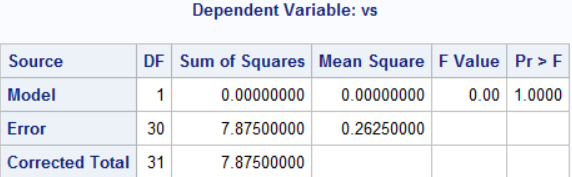 Dependent Variable: vs
Source DF Sum of Squares Mean Square F Value Pr > F
Model 1 0.00000000 0.00000000 0.00 1.0000
Error 30 7.87500000 0.26250000
Corrected Total 31 7.87500000